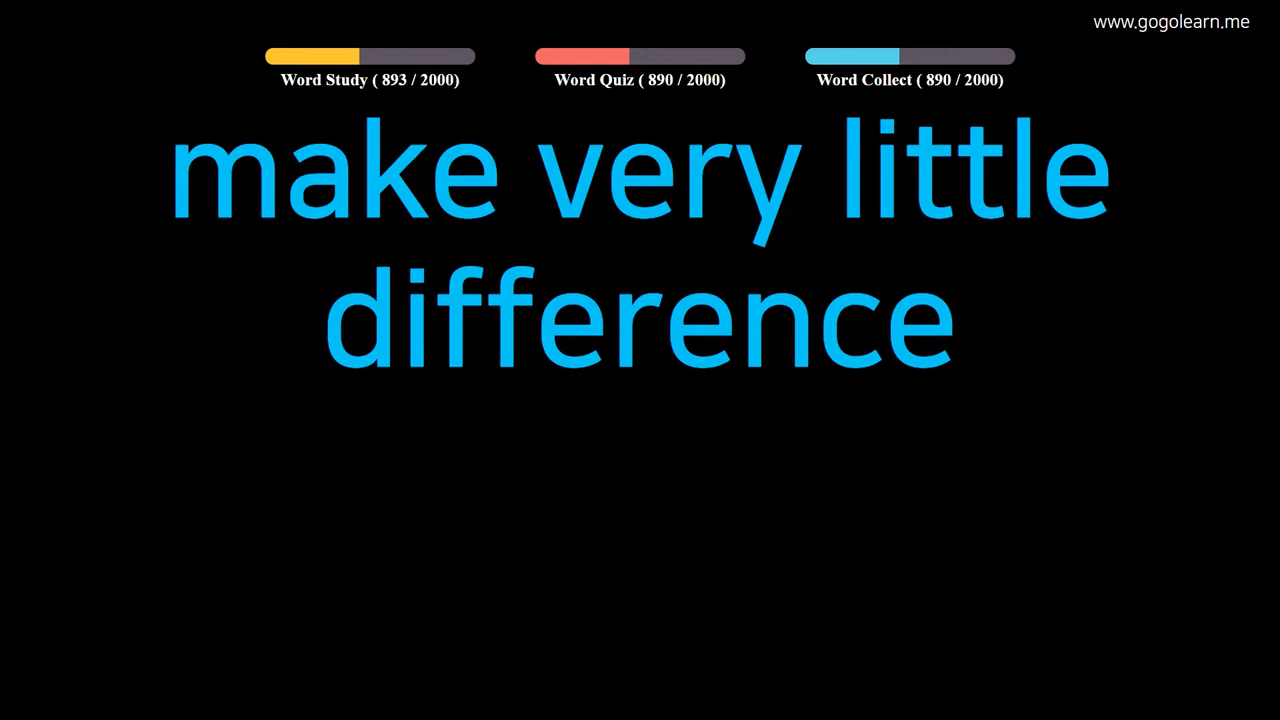 www.gogolearn.me
Word Study ( 893 / 2000)
Word Quiz ( 890 / 2000)
Word Collect ( 890 / 2000)
make very little
difference